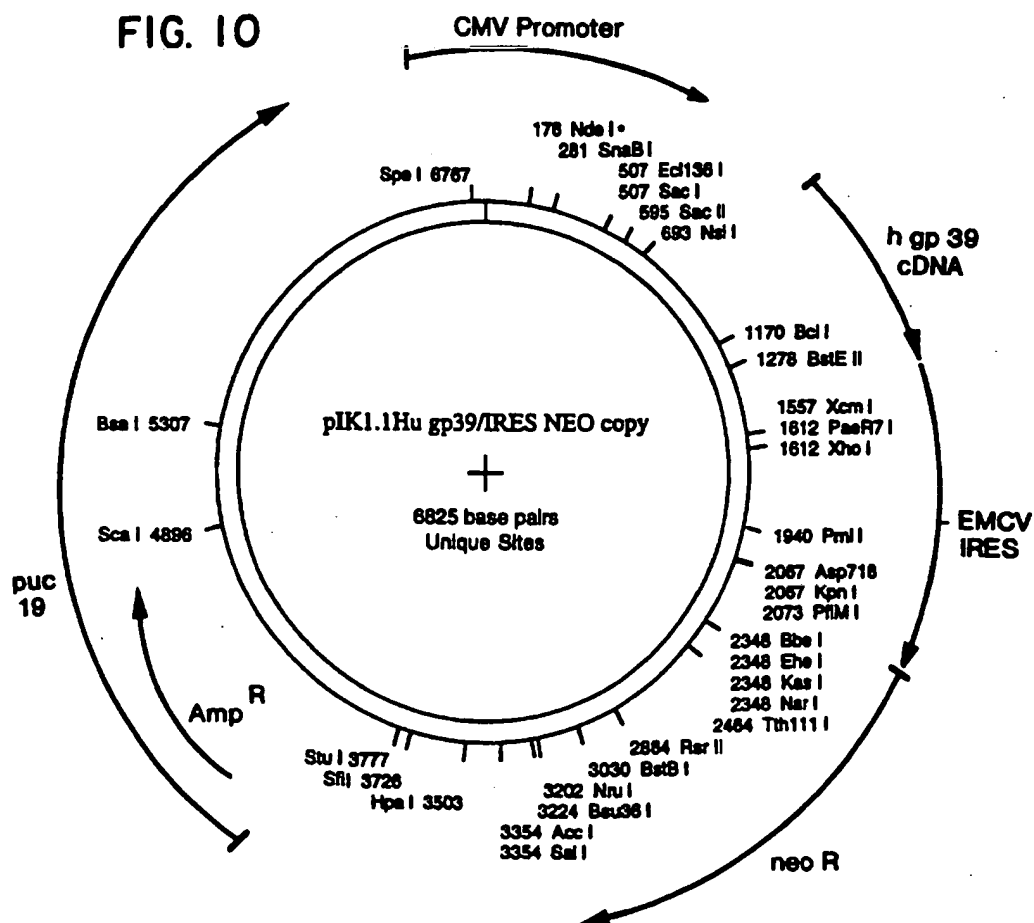 FIG. 10
CMV Promoter
176 Nde I*
281 SnaB I
507 Ecl136 I
507 Sac I
595 Sac II
693 Nsi I
Spe I 6767
h gp 39
cDNA
1170 Bcl I
1278 BstE II
1557 Xcm I
1612 PaeR7 I
1612 Xho I
Bsa I 5307
pIK1.1Hu gp39/IRES NEO copy
6825 base pairs
Unique Sites
Sca I 4896
1940 Pml I
EMCV
IRES
2067 Asp718
2067 Kpn I
2073 PflM I
puc
19
2348 Bbe I
2348 Ehe I
2348 Kas I
2348 Nar I
2464 Tth111 I
Amp R
2864 Rsr II
3030 BstB I
3202 Nru I
3224 Bsu36 I
3354 Acc I
3354 Sal I
Stu I 3777
Sfi I 3726
Hpa I 3503
neo R